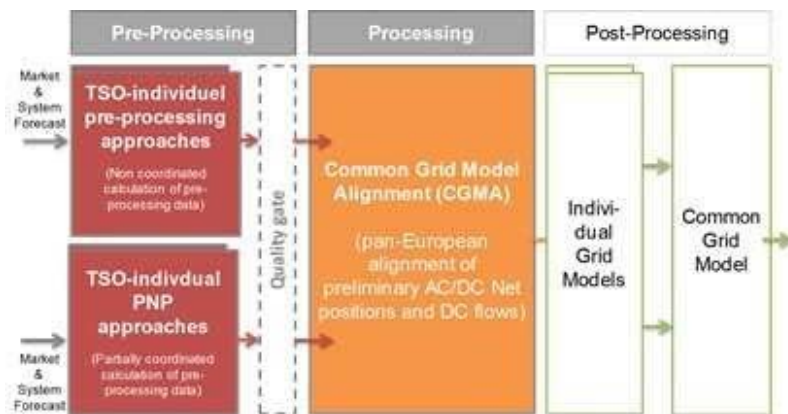 Pre-Processing
Processing
Post-Processing
Market
&
System
Forecast
TSO-individuel
pre-processing
approaches
(Non coordinated
calculation of pre-
processing data)
TSO-indivdual
PNP
approaches
(Partially coordinated
calculation of pre-
processing data)
Market
&
System
Forecast
Quality gate
Common Grid Model
Alignment (CGMA)
(pan-European
alignment of
preliminary AC/DC Net
positions and DC flows)
Indivi-
dual
Grid
Models
Common
Grid
Model